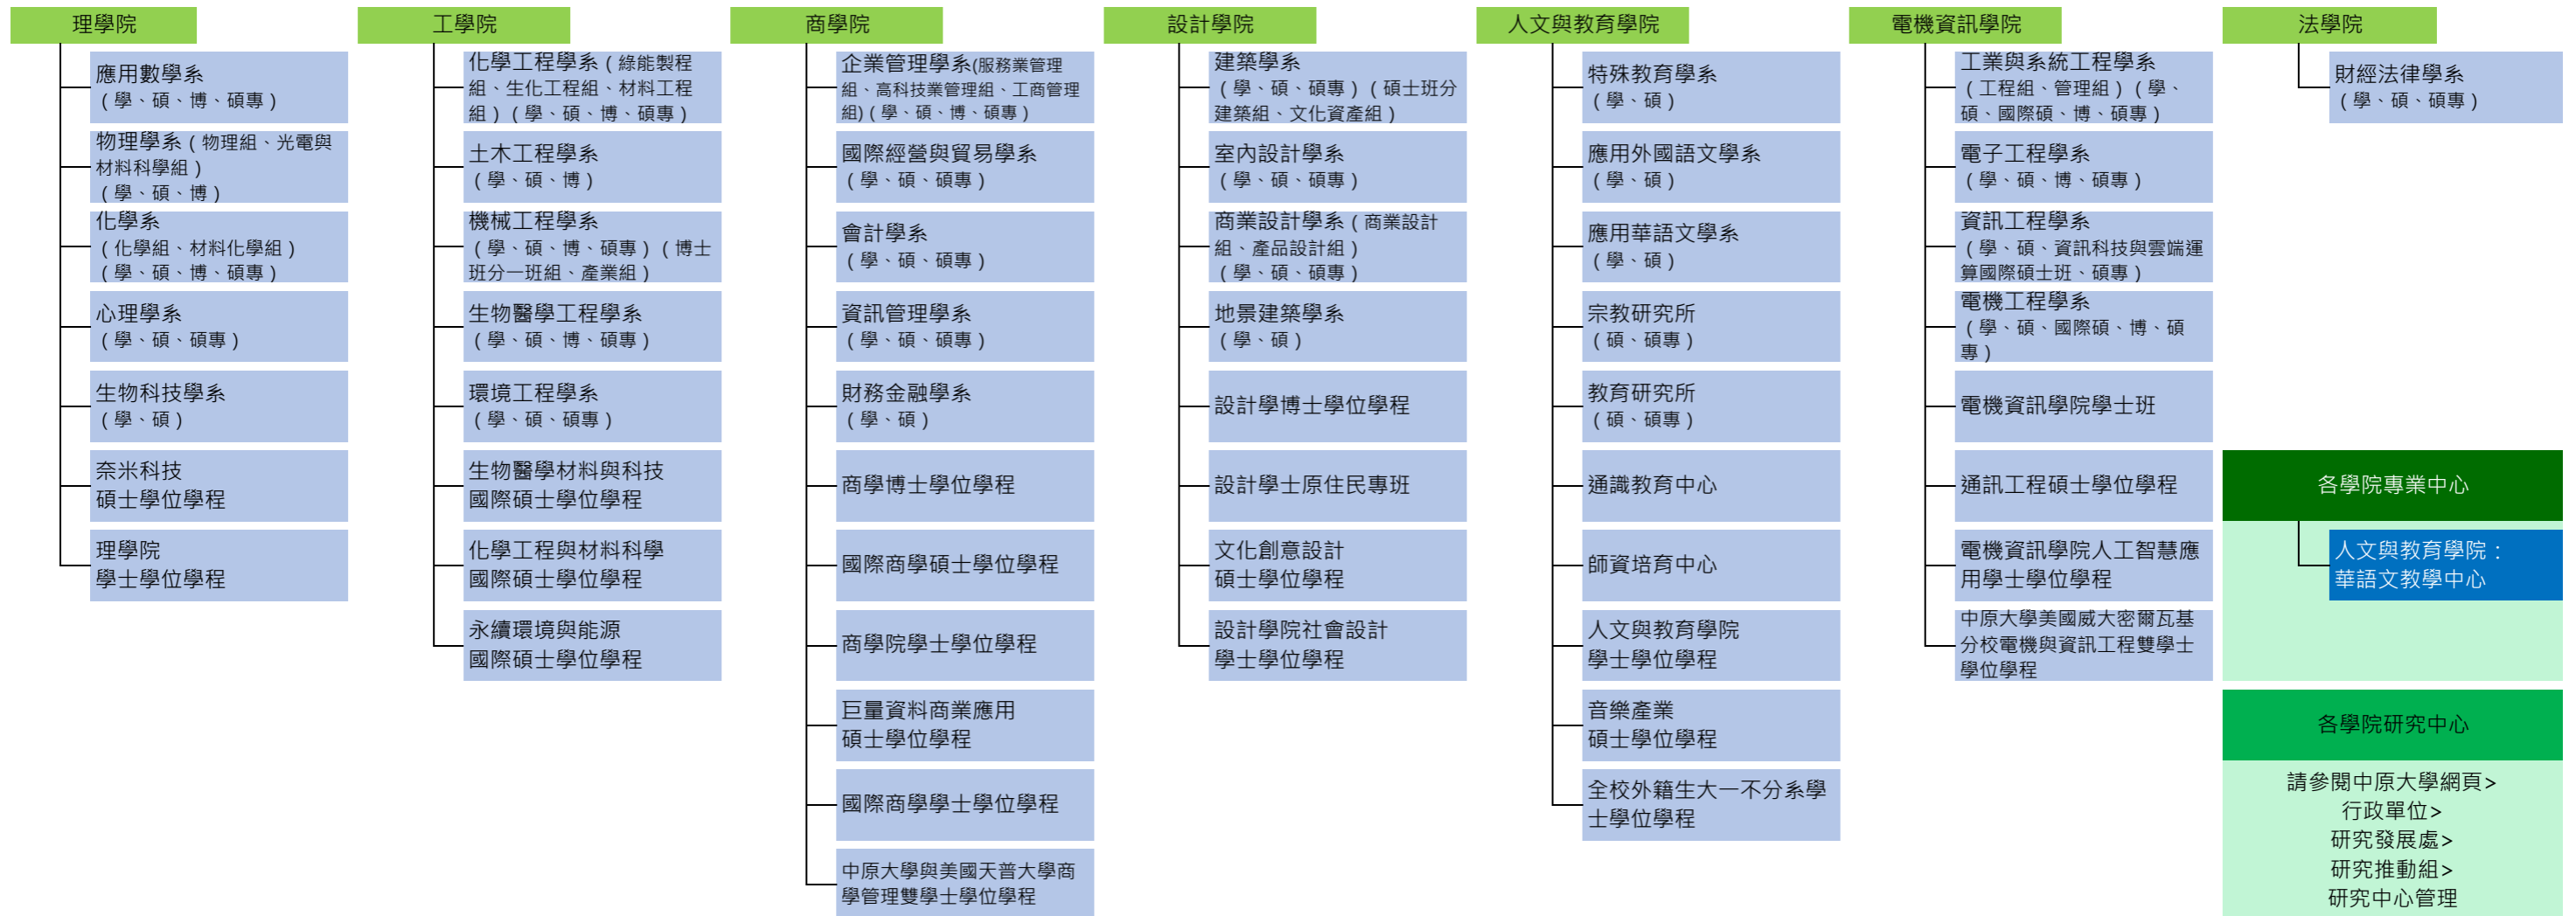 理學院
應用數學系
（學、碩、博、碩專）
物理學系（物理組、光電與
材料科學組）
（學、碩、博）
化學系
（化學組、材料化學組）
（學、碩、博、碩專）
心理學系
（學、碩、碩專）
生物科技學系
（學、碩）
奈米科技
碩士學位學程
理學院
學士學位學程
工學院
化學工程學系（綠能製程
組、生化工程組、材料工程
組）（學、碩、博、碩專）
土木工程學系
（學、碩、博）
機械工程學系
（學、碩、博、碩專）（博士
班分一班組、產業組）
生物醫學工程學系
（學、碩、博、碩專）
環境工程學系
（學、碩、碩專）
生物醫學材料與科技
國際碩士學位學程
化學工程與材料科學
國際碩士學位學程
永續環境與能源
國際碩士學位學程
商學院
企業管理學系(服務業管理
組、高科技業管理組、工商管理
組)（學、碩、博、碩專）
國際經營與貿易學系
（學、碩、碩專）
會計學系
（學、碩、碩專）
資訊管理學系
（學、碩、碩專）
財務金融學系
（學、碩）
商學博士學位學程
國際商學碩士學位學程
商學院學士學位學程
巨量資料商業應用
碩士學位學程
國際商學學士學位學程
中原大學與美國天普大學商
學管理雙學士學位學程
設計學院
建築學系
（學、碩、碩專）（碩士班分
建築組、文化資產組）
室內設計學系
（學、碩、碩專）
商業設計學系（商業設計
組、產品設計組）
（學、碩、碩專）
地景建築學系
（學、碩）
設計學博士學位學程
設計學士原住民專班
文化創意設計
碩士學位學程
設計學院社會設計
學士學位學程
人文與教育學院
特殊教育學系
（學、碩）
應用外國語文學系
（學、碩）
應用華語文學系
（學、碩）
宗教研究所
（碩、碩專）
教育研究所
（碩、碩專）
通識教育中心
師資培育中心
人文與教育學院
學士學位學程
音樂產業
碩士學位學程
全校外籍生大一不分系學
士學位學程
電機資訊學院
工業與系統工程學系
（工程組、管理組）（學、
碩、國際碩、博、碩專）
電子工程學系
（學、碩、博、碩專）
資訊工程學系
（學、碩、資訊科技與雲端運
算國際碩士班、碩專）
電機工程學系
（學、碩、國際碩、博、碩
專）
電機資訊學院學士班
通訊工程碩士學位學程
電機資訊學院人工智慧應
用學士學位學程
中原大學美國威大密爾瓦基
分校電機與資訊工程雙學士
學位學程
法學院
財經法律學系
（學、碩、碩專）
各學院專業中心
人文與教育學院：
華語文教學中心
各學院研究中心
請參閱中原大學網頁>
行政單位>
研究發展處>
研究推動組>
研究中心管理